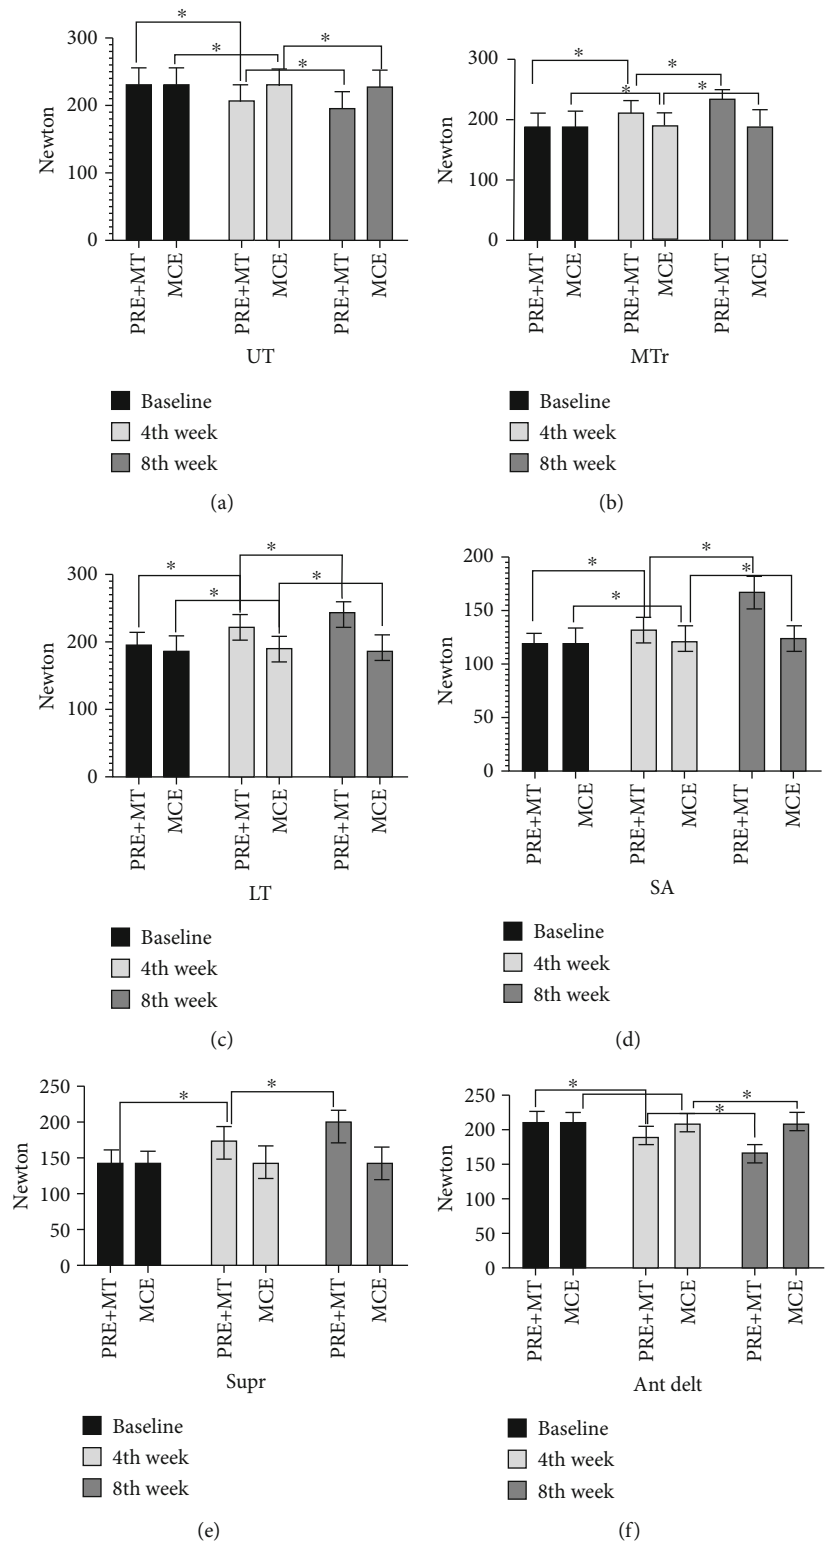 *
*
*
*
300
200
100
0
Newton
PRE+MT
MCE
PRE+MT
MCE
PRE+MT
MCE
UT
Baseline
4th week
8th week
(a)
*
*
*
*
300
200
100
0
Newton
PRE+MT
MCE
PRE+MT
MCE
PRE+MT
MCE
MTr
Baseline
4th week
8th week
(b)
*
*
*
*
300
200
100
0
Newton
PRE+MT
MCE
PRE+MT
MCE
PRE+MT
MCE
LT
Baseline
4th week
8th week
(c)
*
*
*
*
200
150
100
50
0
Newton
PRE+MT
MCE
PRE+MT
MCE
PRE+MT
MCE
SA
Baseline
4th week
8th week
(d)
*
*
250
200
150
100
50
0
Newton
PRE+MT
MCE
PRE+MT
MCE
PRE+MT
MCE
Supr
Baseline
4th week
8th week
(e)
*
*
*
250
200
150
100
50
0
Newton
PRE+MT
MCE
PRE+MT
MCE
PRE+MT
MCE
Ant delt
Baseline
4th week
8th week
(f)